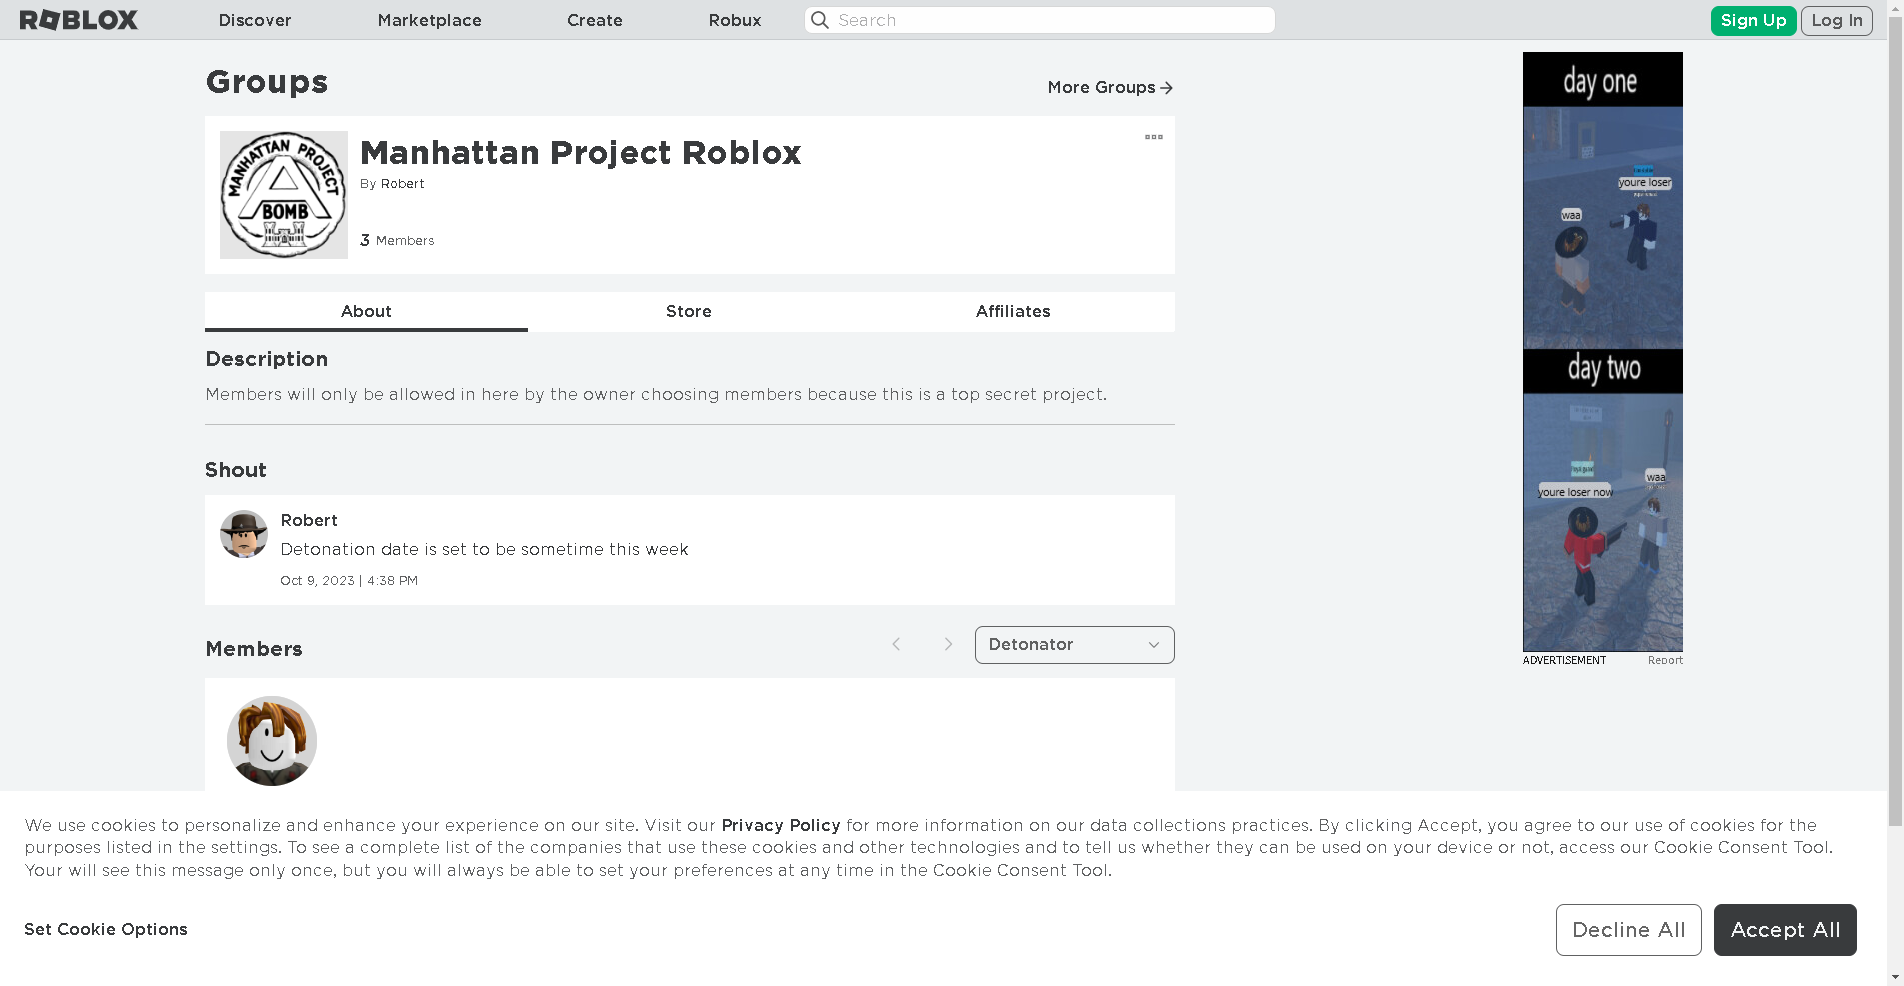 ROBLOX
Discover
Marketplace
Create
Robux
Search
Sign Up
Log In
Groups
More Groups
MANHATTAN PROJECT
BOMB
Manhattan Project Roblox
By Robert
3 Members
About
Store
Affiliates
Description
Members will only be allowed in here by the owner choosing members because this is a top secret project.
Shout
Robert
Detonation date is set to be sometime this week
Oct 9, 2023 | 4:38 PM
Members
Detonator
day one
youre loser
waa
day two
waa
youre loser now
ADVERTISEMENT
Report
We use cookies to personalize and enhance your experience on our site. Visit our Privacy Policy for more information on our data collections practices. By clicking Accept, you agree to our use of cookies for the
purposes listed in the settings. To see a complete list of the companies that use these cookies and other technologies and to tell us whether they can be used on your device or not, access our Cookie Consent Tool.
Your will see this message only once, but you will always be able to set your preferences at any time in the Cookie Consent Tool.
Set Cookie Options
Decline All
Accept All